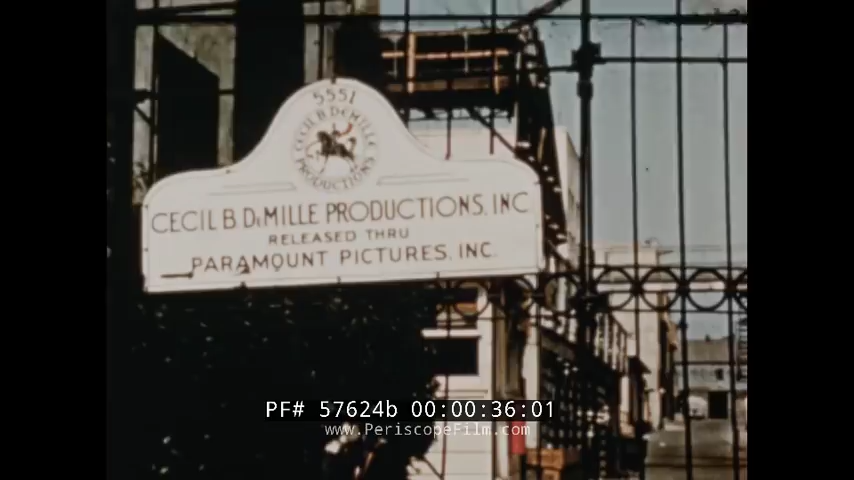 5551
CECIL B. DeMILLE
PRODUCTIONS
CECIL B. DeMILLE PRODUCTIONS, INC
RELEASED THRU
PARAMOUNT PICTURES, INC.
PF# 57624b 00:00:36:01
www.PeriscopeFilm.com